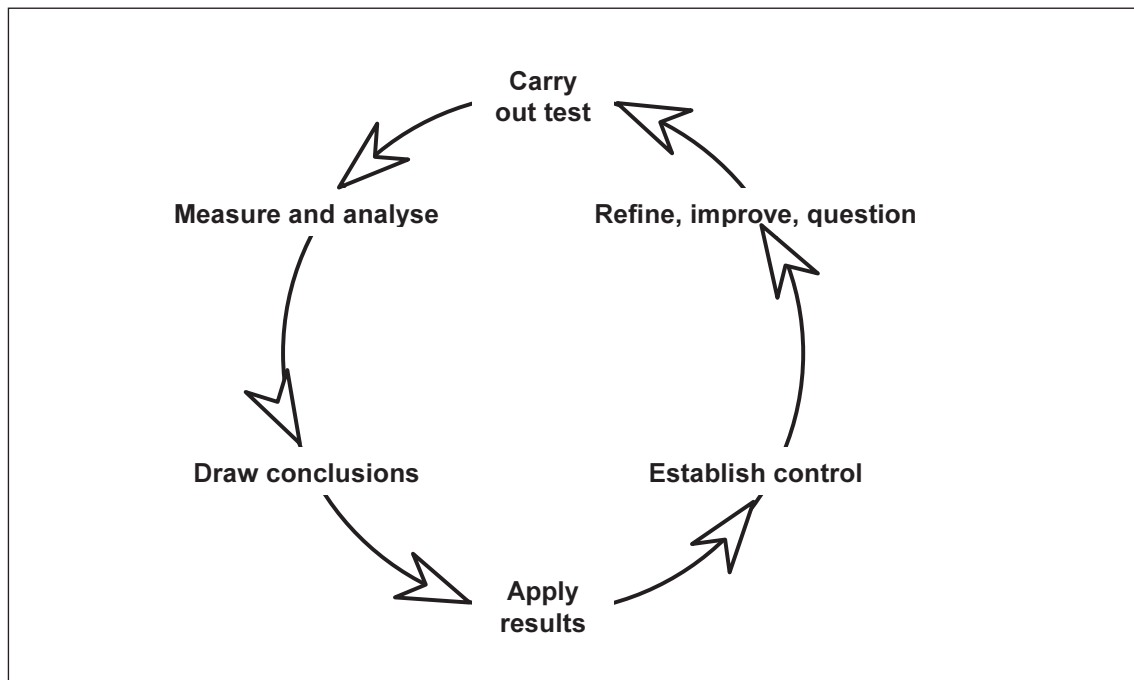 Carry
out test
Measure and analyse
Refine, improve, question
Draw conclusions
Establish control
Apply
results